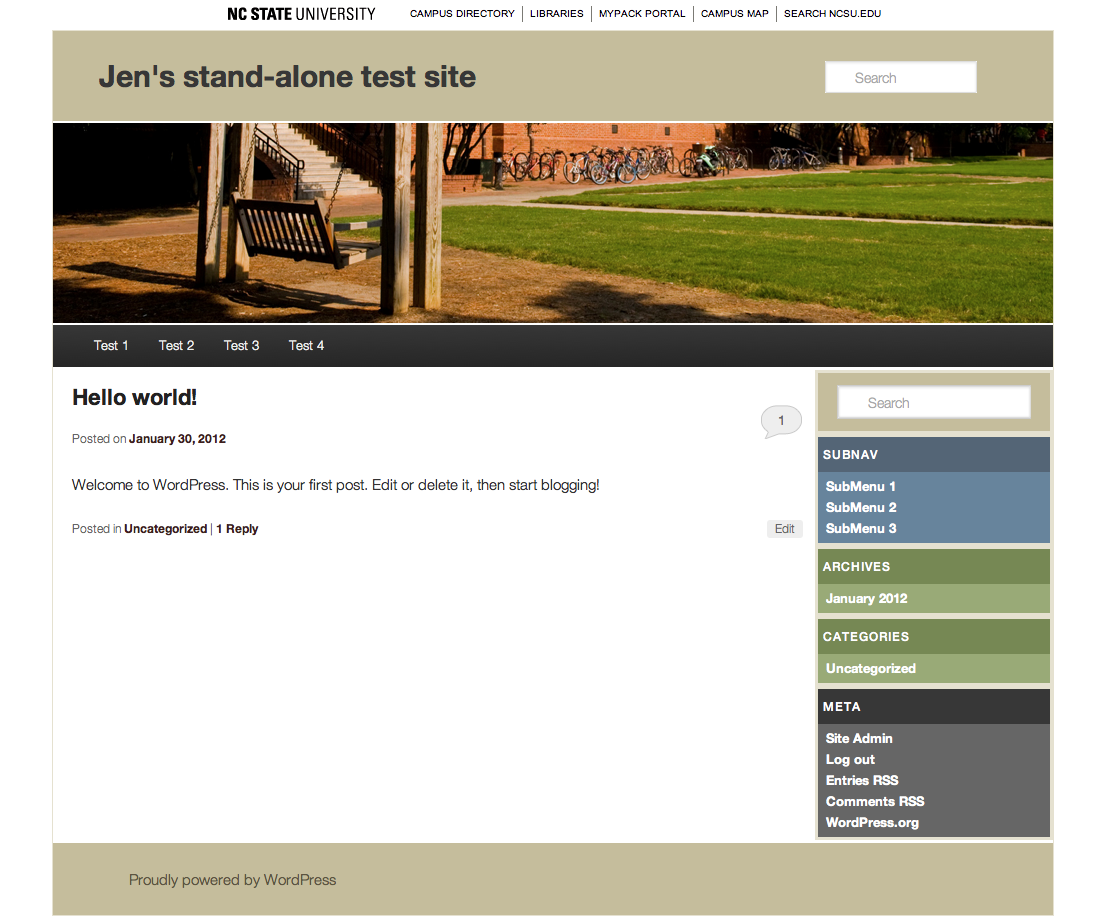 NC STATE UNIVERSITY CAMPUS DIRECTORY LIBRARIES MYPACK PORTAL CAMPUS MAP SEARCH NCSU.EDU
Jen's stand-alone test site
Search
Test 1 Test 2 Test 3 Test 4
Hello world!
1
Posted on January 30, 2012
Welcome to WordPress. This is your first post. Edit or delete it, then start blogging!
Posted in Uncategorized | 1 Reply
Edit
Search
SUBNAV
SubMenu 1
SubMenu 2
SubMenu 3
ARCHIVES
January 2012
CATEGORIES
Uncategorized
META
Site Admin
Log out
Entries RSS
Comments RSS
WordPress.org
Proudly powered by WordPress